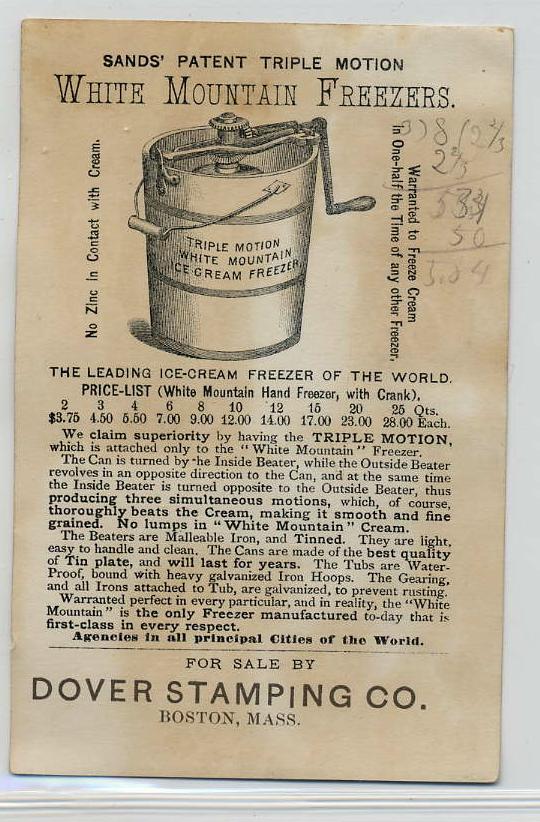 SANDS' PATENT TRIPLE MOTION
WHITE MOUNTAIN FREEZERS.
No Zinc in Contact with Cream.
TRIPLE MOTION
WHITE MOUNTAIN
ICE CREAM FREEZER
Warranted to Freeze Cream
in One-half the Time of any other Freezer.
3) 8 (2 2/3
2 2/3
50
THE LEADING ICE-CREAM FREEZER OF THE WORLD.
PRICE-LIST (White Mountain Hand Freezer, with Crank),
2 3 4 6 8 10 12 15 20 25 Qts.
$3.75 4.50 5.50 7.00 9.00 12.00 14.00 17.00 23.00 28.00 Each.
We claim superiority by having the TRIPLE MOTION,
which is attached only to the "White Mountain" Freezer.
The Can is turned by the Inside Beater, while the Outside Beater
revolves in an opposite direction to the Can, and at the same time
the Inside Beater is turned opposite to the Outside Beater, thus
producing three simultaneous motions, which, of course,
thoroughly beats the Cream, making it smooth and fine
grained. No lumps in "White Mountain" Cream.
The Beaters are Malleable Iron, and Tinned. They are light,
easy to handle and clean. The Cans are made of the best quality
of Tin plate, and will last for years. The Tubs are Water-
Proof, bound with heavy galvanized Iron Hoops. The Gearing,
and all Irons attached to Tub, are galvanized, to prevent rusting.
Warranted perfect in every particular, and in reality, the "White
Mountain" is the only Freezer manufactured to-day that is
first-class in every respect.
Agencies in all principal Cities of the World.
FOR SALE BY
DOVER STAMPING CO.
BOSTON, MASS.